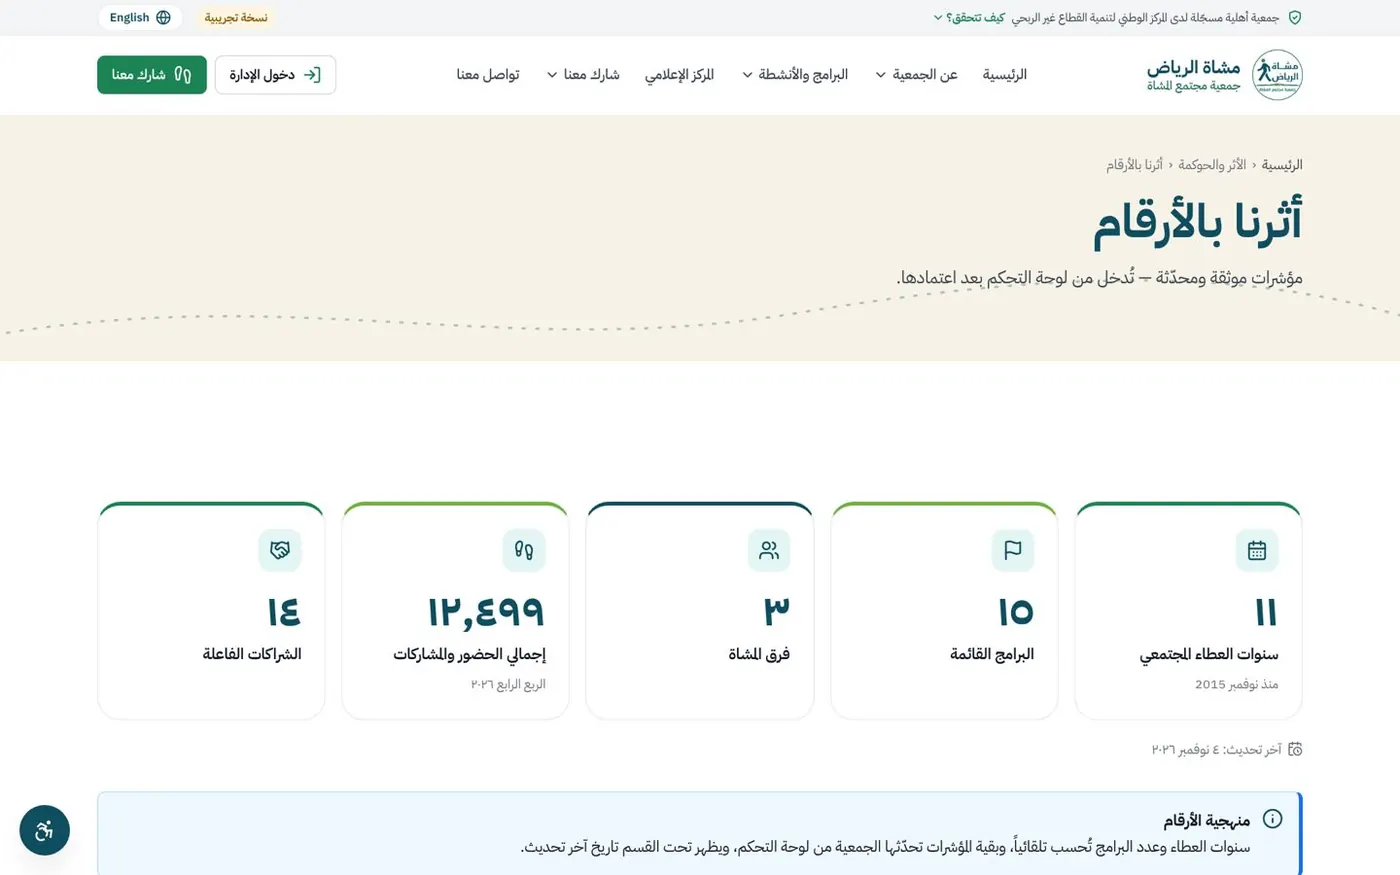 جمعية أهلية مسجّلة لدى المركز الوطني لتنمية القطاع غير الربحي كيف تتحقق؟
نسخة تجريبية
English
مشاة الرياض
مشاة الرياض
جمعية مجتمع المشاة
الرئيسية
عن الجمعية
البرامج والأنشطة
المركز الإعلامي
شارك معنا
تواصل معنا
دخول الإدارة
شارك معنا
الرئيسية › الأثر والحوكمة › أثرنا بالأرقام
أثرنا بالأرقام
مؤشرات موثقة ومحدّثة — تُدخل من لوحة التحكم بعد اعتمادها.
١١
سنوات العطاء المجتمعي
منذ نوفمبر 2015
١٥
البرامج القائمة
٣
فرق المشاة
١٢,٤٩٩
إجمالي الحضور والمشاركات
الربع الرابع ٢٠٢٦
١٤
الشراكات الفاعلة
آخر تحديث: ٤ نوفمبر ٢٠٢٦
منهجية الأرقام
سنوات العطاء وعدد البرامج تُحسب تلقائياً، وبقية المؤشرات تحدّثها الجمعية من لوحة التحكم، ويظهر تحت القسم تاريخ آخر تحديث.